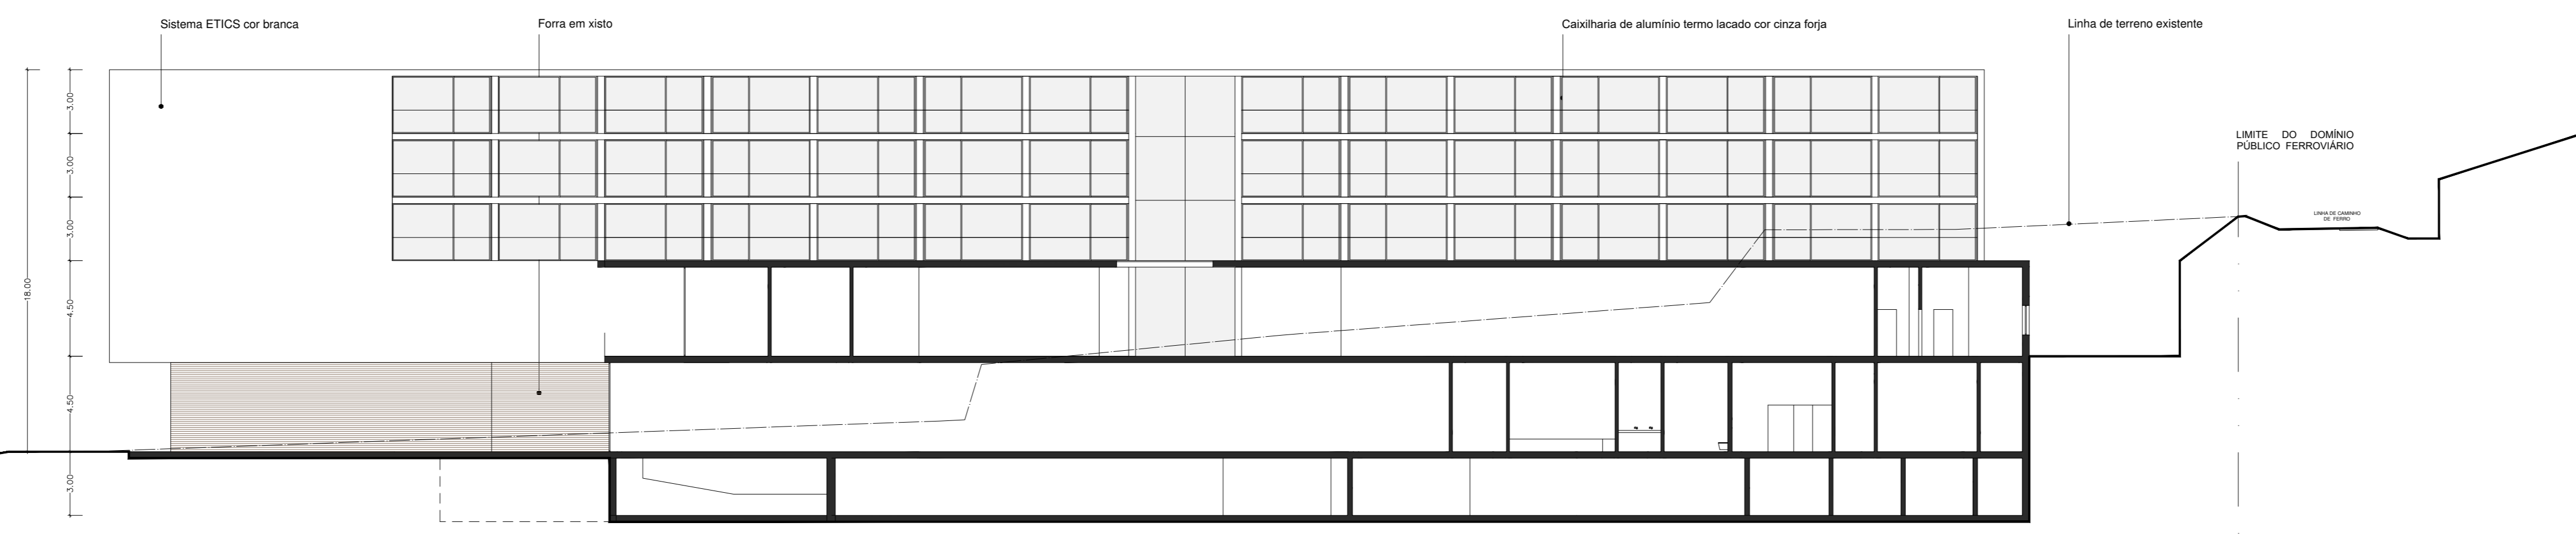 Sistema ETICS cor branca
Forra em xisto
Caixilharia de alumínio termo lacado cor cinza forja
Linha de terreno existente
LIMITE DO DOMÍNIO
PÚBLICO FERROVIÁRIO
LINHA DE CAMINHO
DE FERRO
18.00
3.00
3.00
3.00
4.50
4.50
3.00